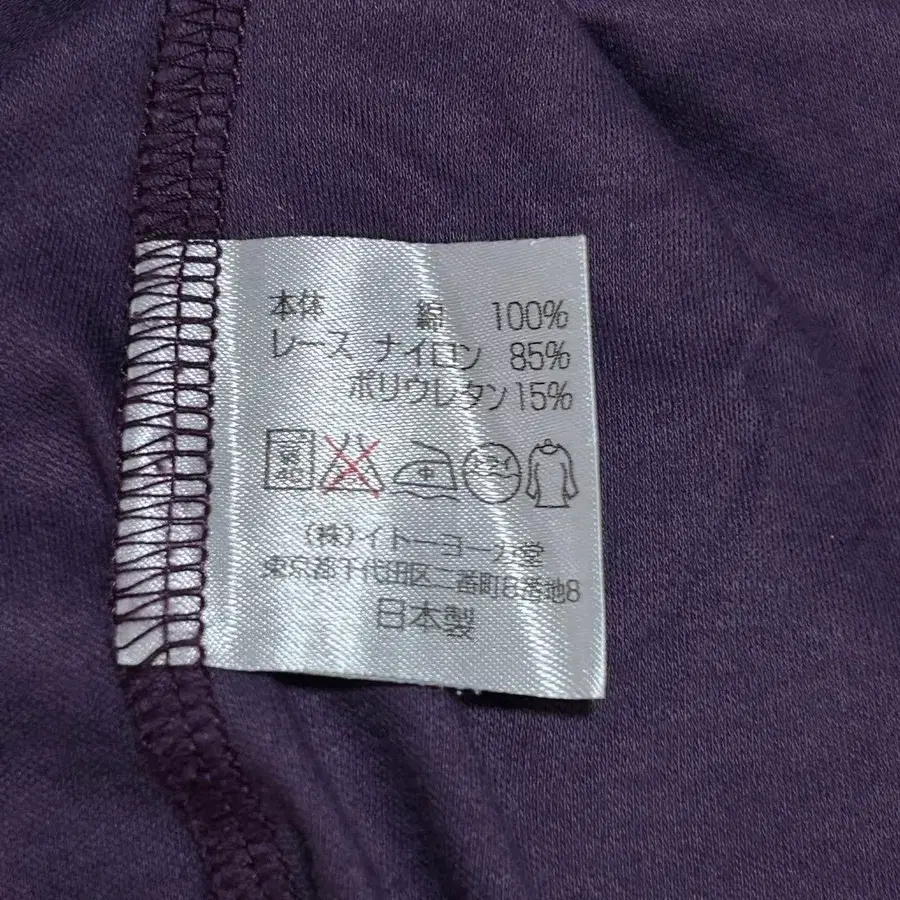 本体 綿 100%
レース ナイロン 85%
ポリウレタン 15%
(株)イトーヨーカ堂
東京都千代田区二番町8番地8
日本製